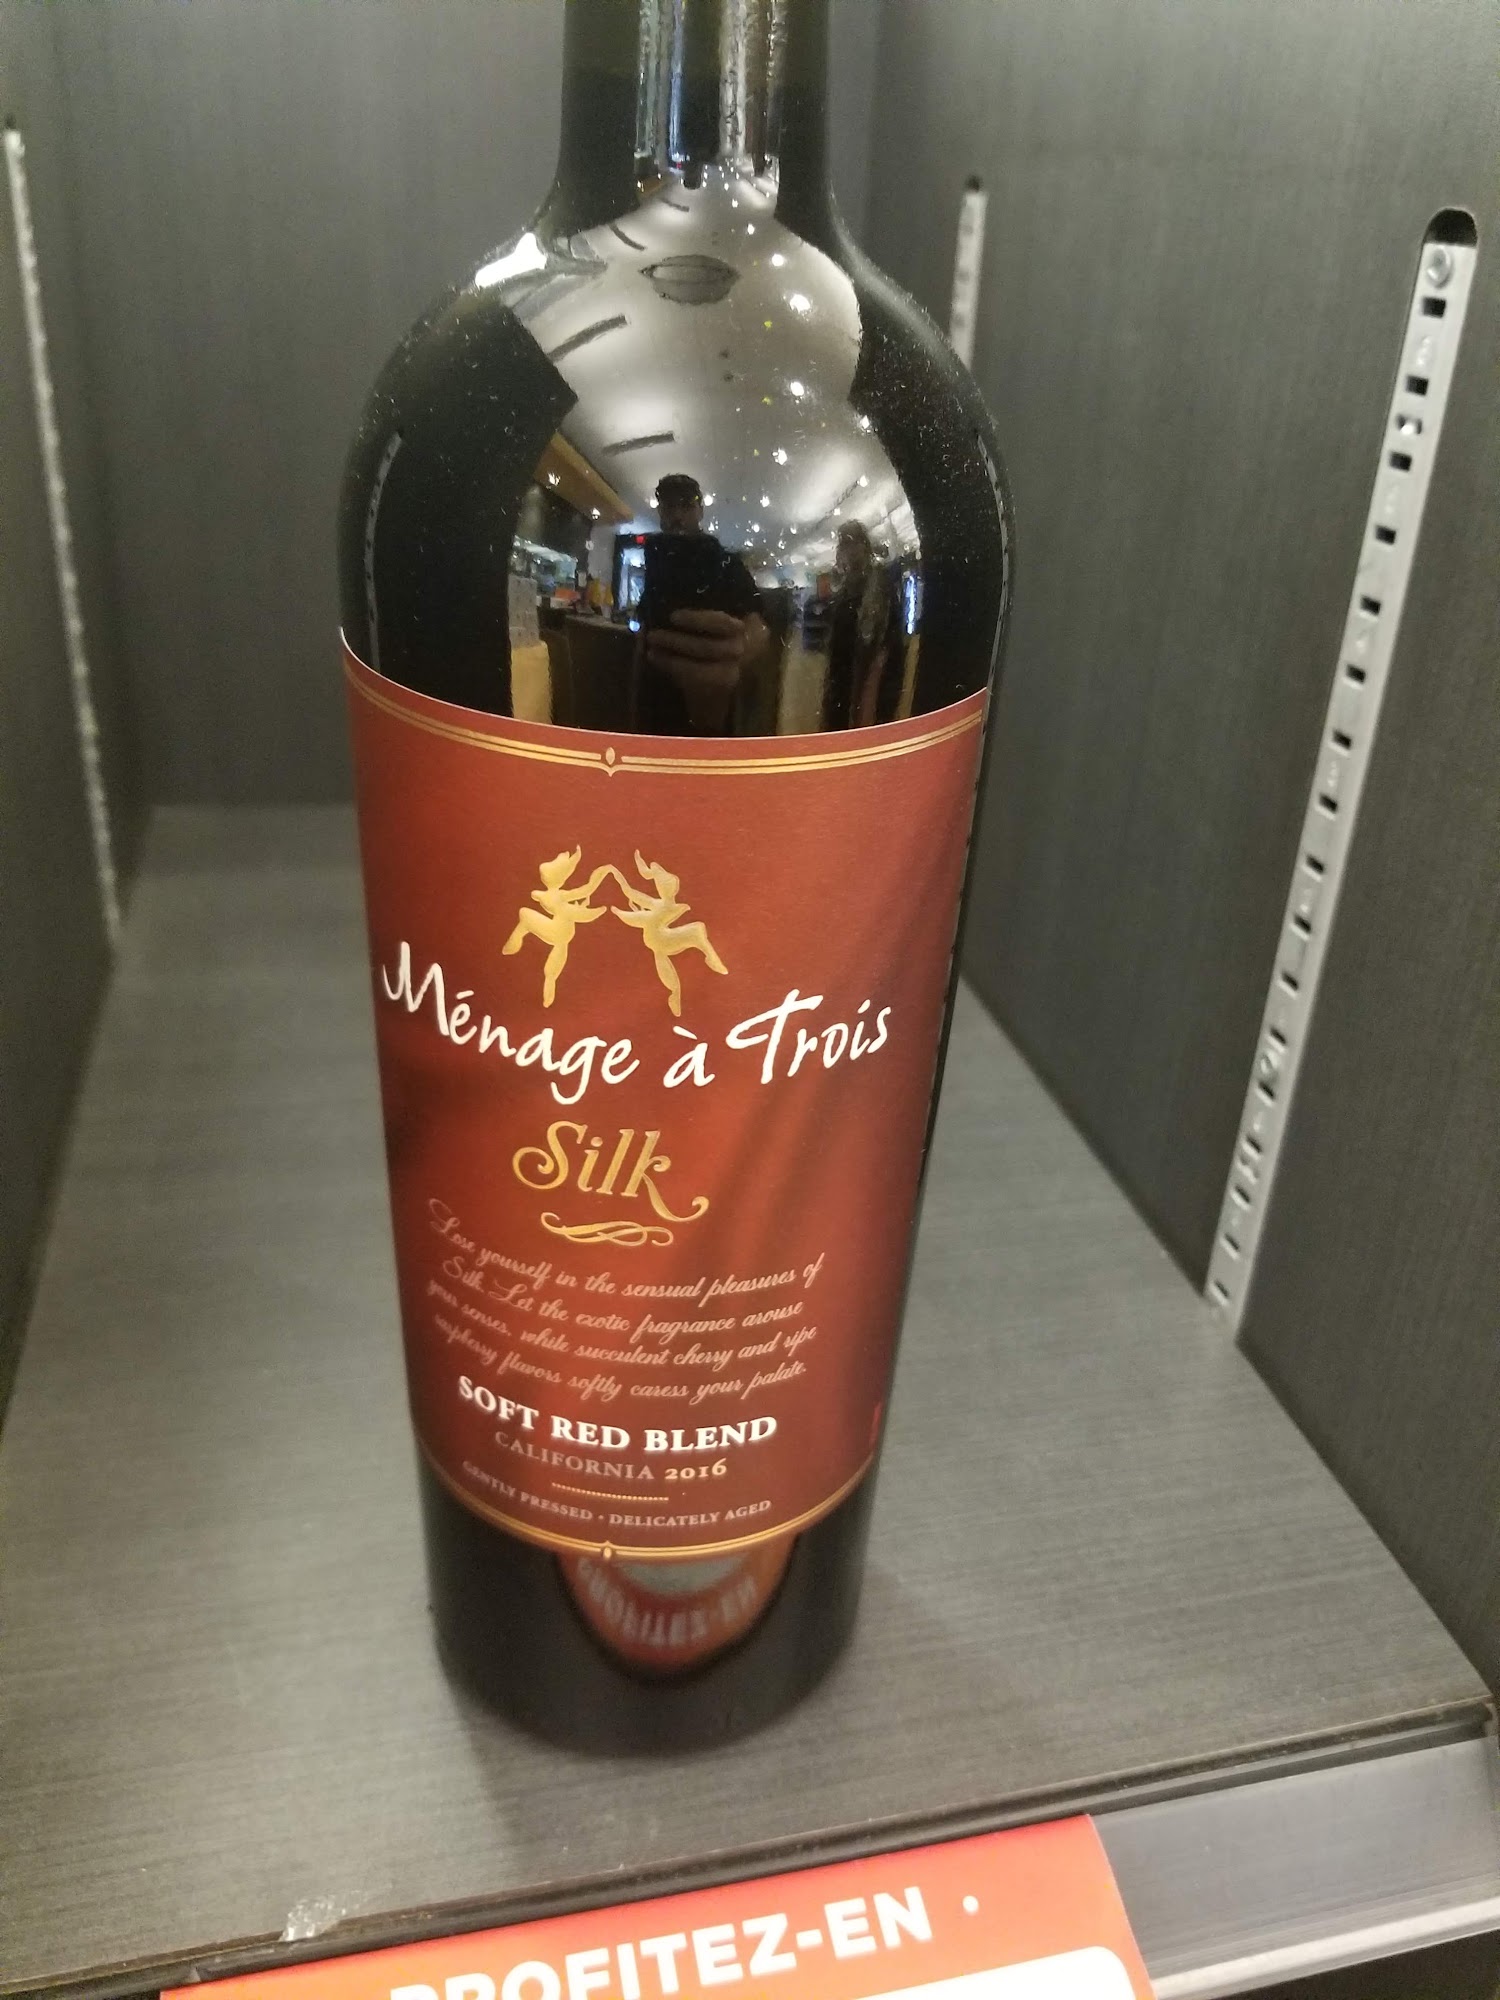 Ménage à Trois
Silk
Lose yourself in the sensual pleasures of
Silk. Let the exotic fragrance arouse
your senses, while succulent cherry and ripe
raspberry flavors softly caress your palate.
SOFT RED BLEND
CALIFORNIA 2016
GENTLY PRESSED • DELICATELY AGED
PROFITEZ-EN •